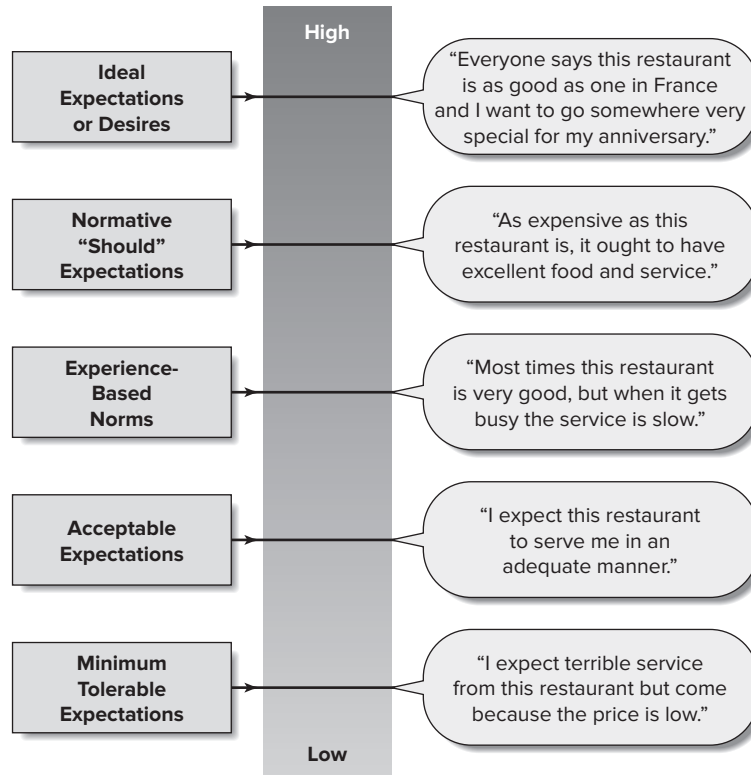 High
Ideal
Expectations
or Desires
“Everyone says this restaurant
is as good as one in France
and I want to go somewhere very
special for my anniversary.”
Normative
“Should”
Expectations
“As expensive as this
restaurant is, it ought to have
excellent food and service.”
Experience-
Based
Norms
“Most times this restaurant
is very good, but when it gets
busy the service is slow.”
Acceptable
Expectations
“I expect this restaurant
to serve me in an
adequate manner.”
Minimum
Tolerable
Expectations
“I expect terrible service
from this restaurant but come
because the price is low.”
Low